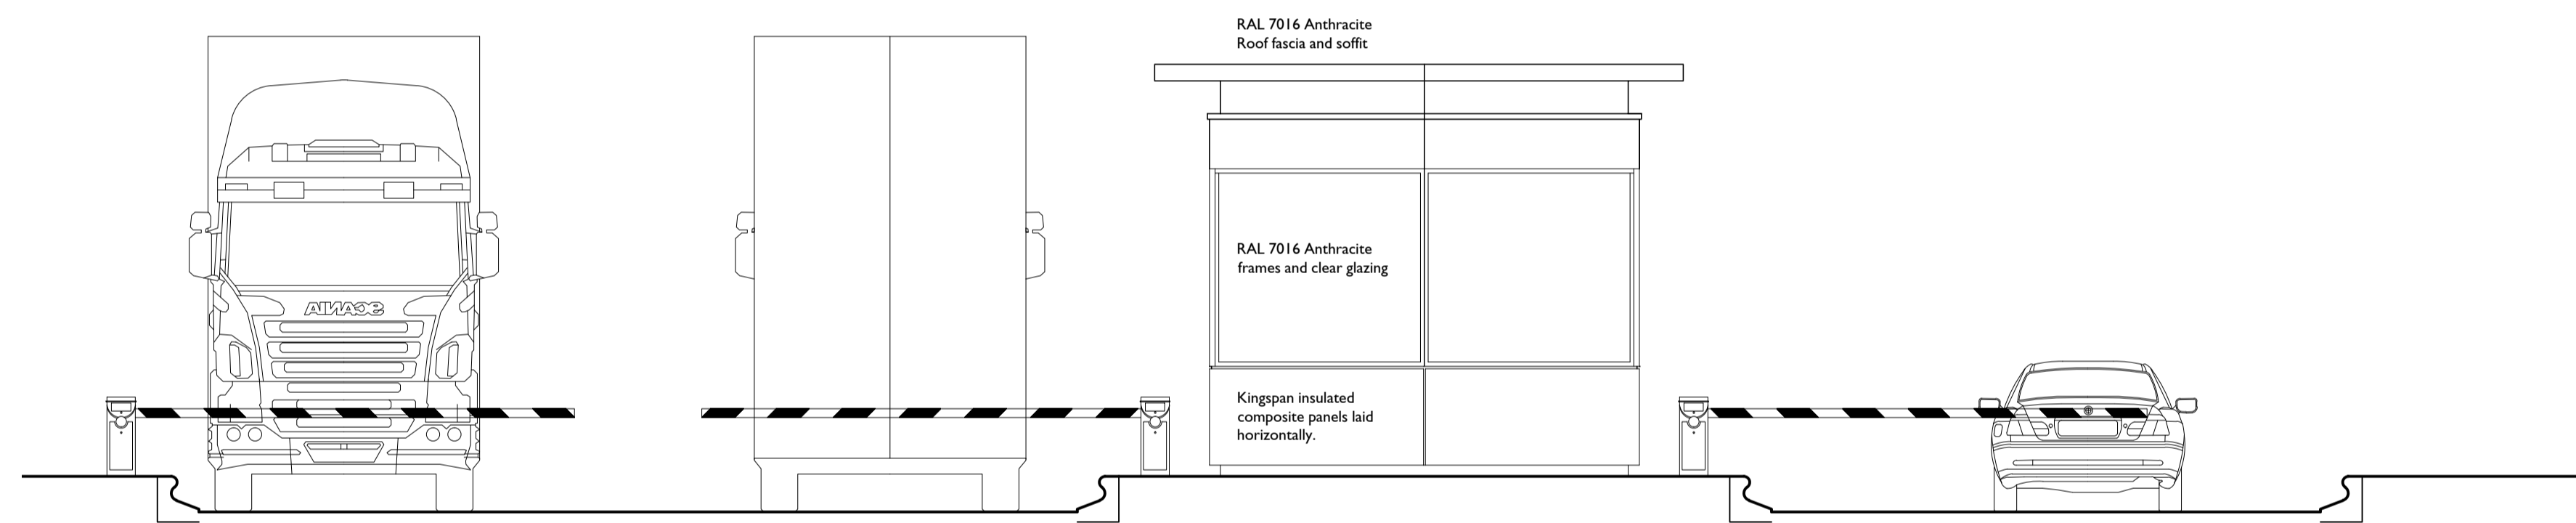 RAL 7016 Anthracite
Roof fascia and soffit
RAL 7016 Anthracite
frames and clear glazing
SCANIA
Kingspan insulated
composite panels laid
horizontally.